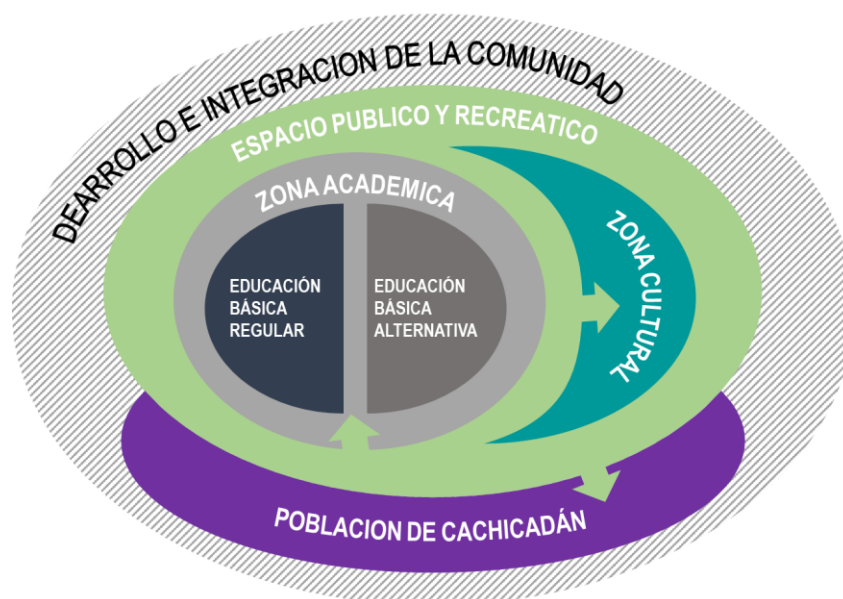 DEARROLLO E INTEGRACION DE LA COMUNIDAD
ESPACIO PUBLICO Y RECREATICO
ZONA ACADEMICA
EDUCACIÓN
BÁSICA
REGULAR
EDUCACIÓN
BÁSICA
ALTERNATIVA
ZONA CULTURAL
POBLACION DE CACHICADÁN